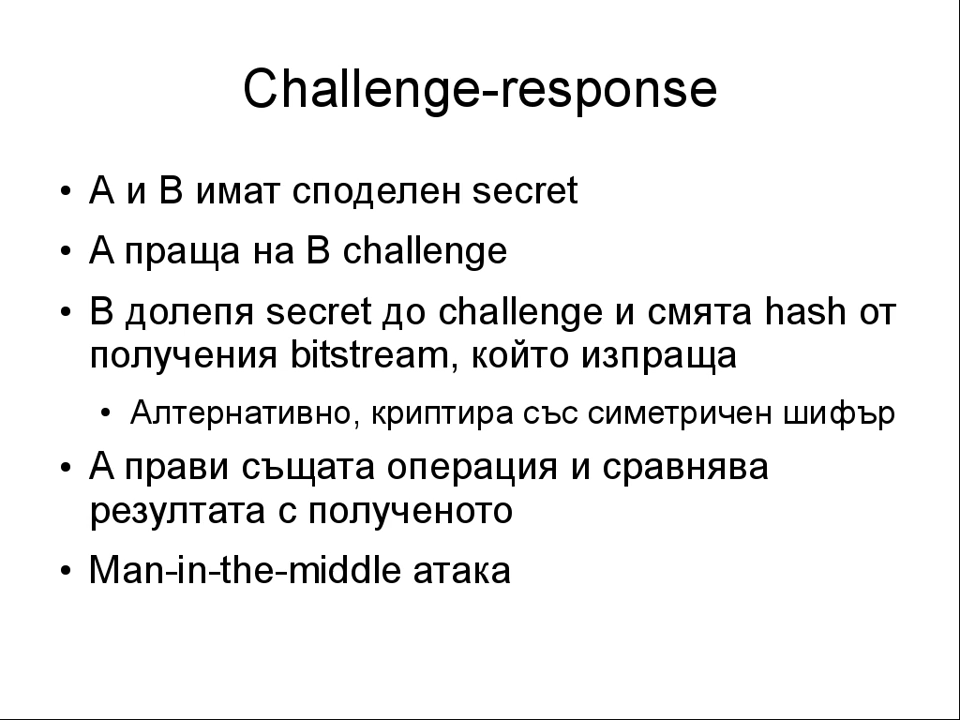 Challenge-response
• А и В имат споделен secret
• А праща на В challenge
• В долепя secret до challenge и смята hash от
получения bitstream, който изпраща
• Алтернативно, криптира със симетричен шифър
• А прави същата операция и сравнява
резултата с полученото
• Man-in-the-middle атака